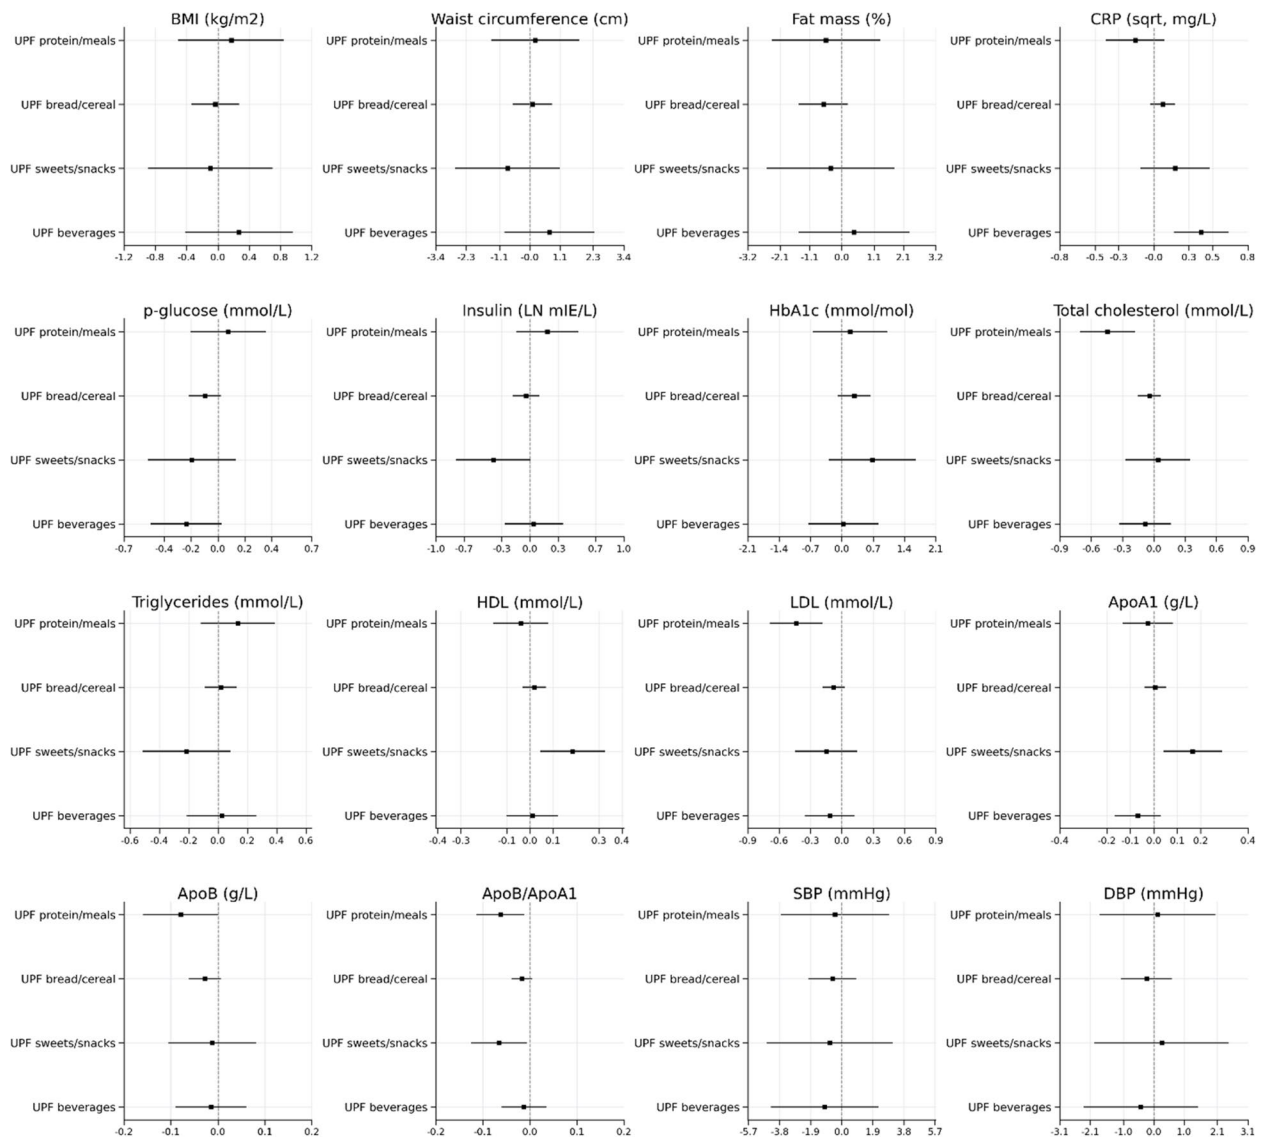 BMI (kg/m2)
UPF protein/meals
UPF bread/cereal
UPF sweets/snacks
UPF beverages
-1.2 -0.8 -0.4 0.0 0.4 0.8 1.2
Waist circumference (cm)
UPF protein/meals
UPF bread/cereal
UPF sweets/snacks
UPF beverages
-3.4 -2.3 -1.1 -0.0 1.1 2.3 3.4
Fat mass (%)
UPF protein/meals
UPF bread/cereal
UPF sweets/snacks
UPF beverages
-3.2 -2.1 -1.1 0.0 1.1 2.1 3.2
CRP (sqrt, mg/L)
UPF protein/meals
UPF bread/cereal
UPF sweets/snacks
UPF beverages
-0.8 -0.5 -0.3 -0.0 0.3 0.5 0.8
p-glucose (mmol/L)
UPF protein/meals
UPF bread/cereal
UPF sweets/snacks
UPF beverages
-0.7 -0.4 -0.2 0.0 0.2 0.4 0.7
Insulin (LN mIE/L)
UPF protein/meals
UPF bread/cereal
UPF sweets/snacks
UPF beverages
-1.0 -0.7 -0.3 0.0 0.3 0.7 1.0
HbA1c (mmol/mol)
UPF protein/meals
UPF bread/cereal
UPF sweets/snacks
UPF beverages
-2.1 -1.4 -0.7 0.0 0.7 1.4 2.1
Total cholesterol (mmol/L)
UPF protein/meals
UPF bread/cereal
UPF sweets/snacks
UPF beverages
-0.9 -0.6 -0.3 0.0 0.3 0.6 0.9
Triglycerides (mmol/L)
UPF protein/meals
UPF bread/cereal
UPF sweets/snacks
UPF beverages
-0.6 -0.4 -0.2 0.0 0.2 0.4 0.6
HDL (mmol/L)
UPF protein/meals
UPF bread/cereal
UPF sweets/snacks
UPF beverages
-0.4 -0.3 -0.1 0.0 0.1 0.3 0.4
LDL (mmol/L)
UPF protein/meals
UPF bread/cereal
UPF sweets/snacks
UPF beverages
-0.9 -0.6 -0.3 0.0 0.3 0.6 0.9
ApoA1 (g/L)
UPF protein/meals
UPF bread/cereal
UPF sweets/snacks
UPF beverages
-0.4 -0.2 -0.1 0.0 0.1 0.2 0.4
ApoB (g/L)
UPF protein/meals
UPF bread/cereal
UPF sweets/snacks
UPF beverages
-0.2 -0.1 0.0 0.1 0.2
ApoB/ApoA1
UPF protein/meals
UPF bread/cereal
UPF sweets/snacks
UPF beverages
-0.2 -0.1 0.0 0.1 0.2
SBP (mmHg)
UPF protein/meals
UPF bread/cereal
UPF sweets/snacks
UPF beverages
-5.7 -3.8 -1.9 0.0 1.9 3.8 5.7
DBP (mmHg)
UPF protein/meals
UPF bread/cereal
UPF sweets/snacks
UPF beverages
-3.1 -2.1 -1.0 0.0 1.0 2.1 3.1